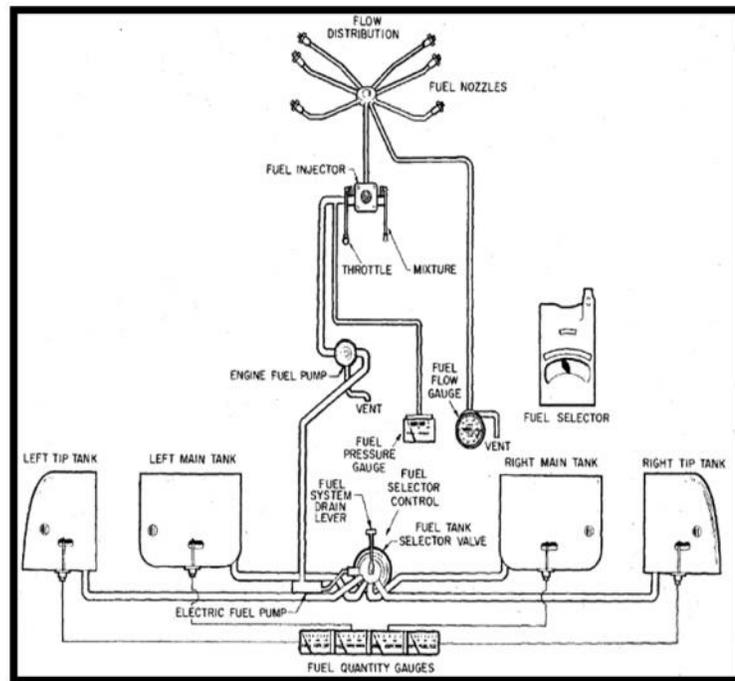 FLOW
DISTRIBUTION
FUEL NOZZLES
FUEL INJECTOR
THROTTLE
MIXTURE
ENGINE FUEL PUMP
VENT
FUEL
FLOW
GAUGE
VENT
FUEL SELECTOR
FUEL
PRESSURE
GAUGE
LEFT TIP TANK
LEFT MAIN TANK
RIGHT MAIN TANK
RIGHT TIP TANK
FUEL
SYSTEM
DRAIN
LEVER
FUEL
SELECTOR
CONTROL
FUEL TANK
SELECTOR VALVE
ELECTRIC FUEL PUMP
FUEL QUANTITY GAUGES